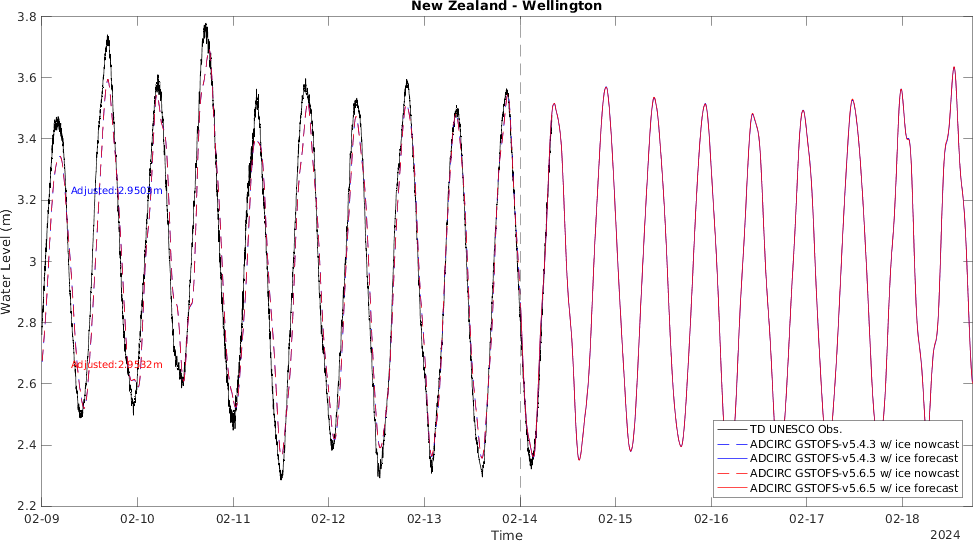 New Zealand - Wellington
3.8
3.6
3.4
3.2
3
2.8
2.6
2.4
2.2
Water Level (m)
Adjusted:2.9503m
Adjusted:2.9532m
TD UNESCO Obs.
ADCIRC GSTOFS-v5.4.3 w/ ice nowcast
ADCIRC GSTOFS-v5.4.3 w/ ice forecast
ADCIRC GSTOFS-v5.6.5 w/ ice nowcast
ADCIRC GSTOFS-v5.6.5 w/ ice forecast
02-09 02-10 02-11 02-12 02-13 02-14 02-15 02-16 02-17 02-18
Time
2024